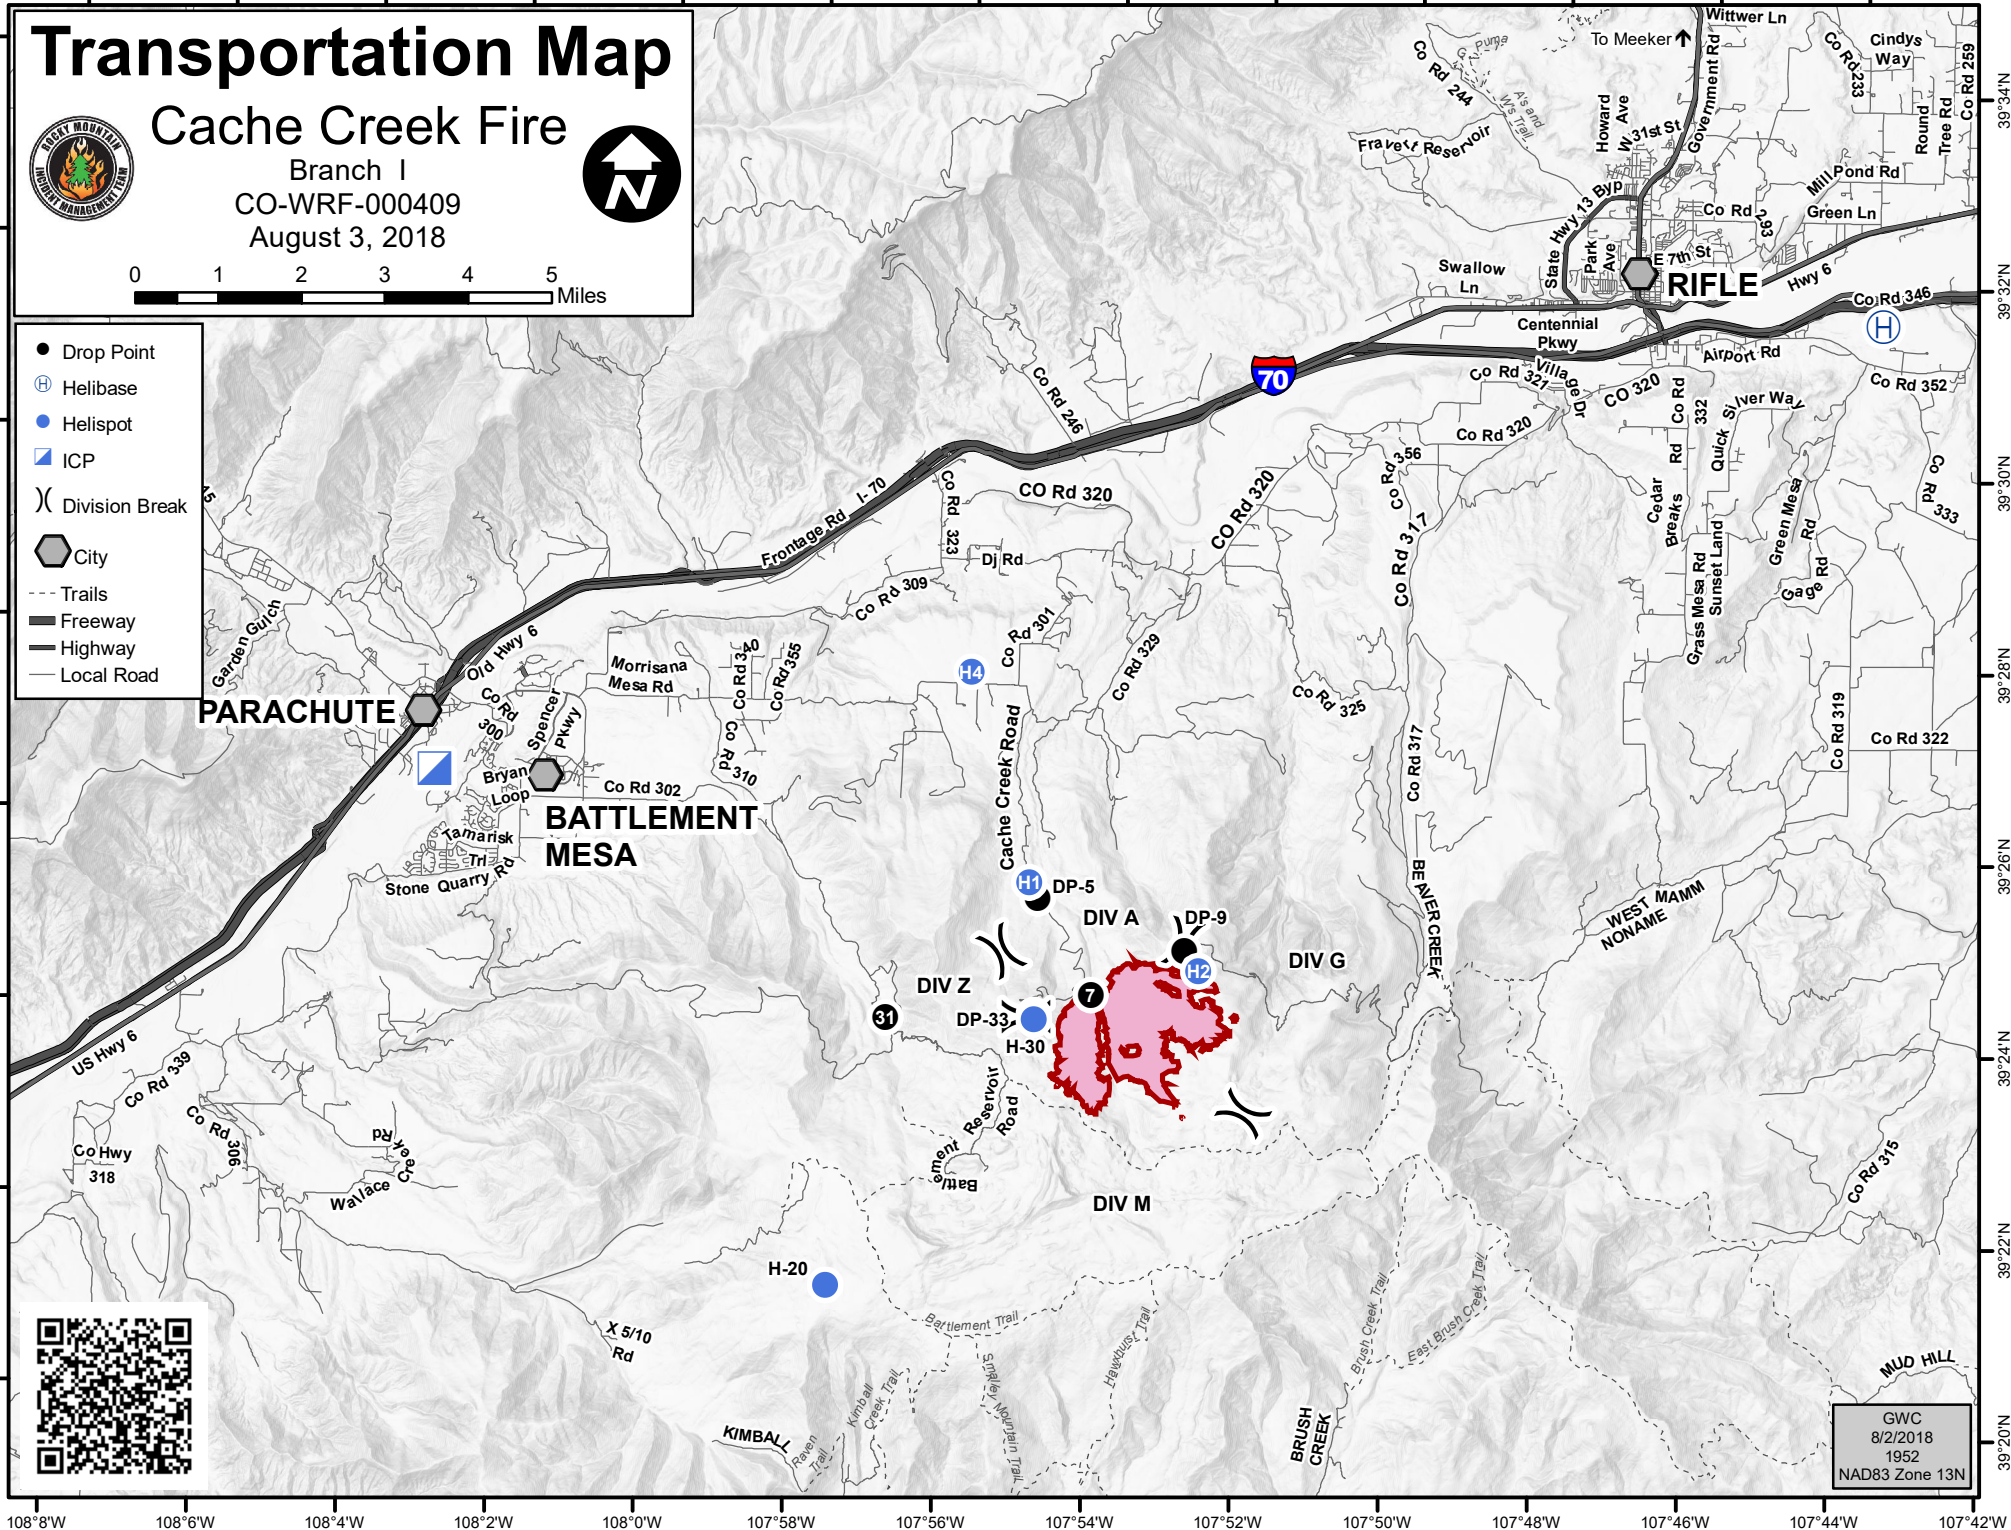 Transportation Map
Cache Creek Fire
Branch I
CO-WRF-000409
August 3, 2018
ROCKY MOUNTAIN
INCIDENT MANAGEMENT TEAM
N
0 1 2 3 4 5
Miles
Drop Point
H Helibase
Helispot
ICP
Division Break
City
Trails
Freeway
Highway
Local Road
To Meeker
Wittwer Ln
Government Rd
Co Rd 233
Cindys
Way
Co Rd 259
Round
Tree Rd
Co Rd 244
G Puma
A's and
W's Trail
Fravert Reservoir
Howard
Ave
W 31st St
Mill Pond Rd
Green Ln
Co Rd 293
State Hwy 13 Byp
Park
Ave
E 7th St
RIFLE
Hwy 6
Swallow
Ln
Co Rd 346
H
Centennial
Pkwy
Airport Rd
70
Co Rd 321
Village Dr
CO 320
Co Rd
332
Silver Way
Quick
Co Rd 352
Co Rd 246
Co Rd 320
Co Rd 356
Co Rd
333
Cedar
Breaks
Rd
Green Mesa
Rd
Grass Mesa Rd
Sunset Land
Gage Rd
I- 70
Frontage Rd
Co Rd
323
CO Rd 320
CO Rd 320
Co Rd 317
Dj Rd
Co Rd 309
45
Garden Gulch
Old Hwy 6
Morrisana
Mesa Rd
Co Rd 340
Co Rd 355
H4
Co Rd 301
Co Rd 329
Co Rd 325
Co Rd 319
Co Rd 322
PARACHUTE
Co Rd
300
Spencer
Pkwy
Co Rd
310
Bryan
Loop
Co Rd 302
BATTLEMENT
MESA
Tamarisk
Trl
Stone Quarry Rd
Cache Creek Road
Co Rd 317
BEAVER CREEK
WEST MAMM
NONAME
H1
DP-5
DIV A
DP-9
H2
DIV G
DIV Z
7
31
DP-33
H-30
US Hwy 6
Co Rd 339
Co Rd 306
Co Hwy
318
Wallace Creek Rd
Battlement Reservoir
Road
DIV M
Co Rd 315
H-20
X 5/10
Rd
Battlement Trail
Smalley Mountain Trail
Hawxhurst Trail
Brush Creek Trail
East Brush Creek Trail
Kimball
Creek Trail
Raven
Trail
KIMBALL
BRUSH
CREEK
MUD HILL
GWC
8/2/2018
1952
NAD83 Zone 13N
39°34'N
39°32'N
39°30'N
39°28'N
39°26'N
39°24'N
39°22'N
39°20'N
108°8'W 108°6'W 108°4'W 108°2'W 108°0'W 107°56'W 107°54'W 107°52'W 107°50'W 107°48'W 107°46'W 107°44'W 107°42'W